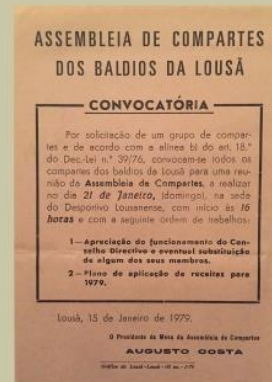 ASSEMBLEIA DE COMPARTES
DOS BALDIOS DA LOUSÃ
CONVOCATÓRIA
Por solicitação de um grupo de compar-
tes e de acordo com a alínea b) do art. 18.º
do Dec.-Lei n.º 39/76, convocam-se todos os
compartes dos baldios da Lousã para uma reu-
nião da Assembleia de Compartes, a realizar
no dia 21 de Janeiro, (domingo), na sede
do Desportivo Lousanense, com início às 16
horas e com a seguinte ordem de trabalhos:
1—Apreciação do funcionamento do Con-
selho Directivo e eventual substituição
de algum dos seus membros.
2—Plano de aplicação de receitas para
1979.
Lousã, 15 de Janeiro de 1979.
O Presidente da Mesa da Assembleia de Compartes
AUGUSTO COSTA